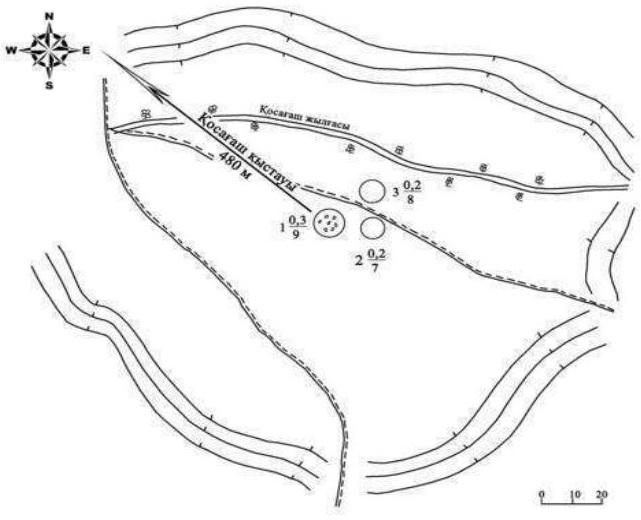 N
W E
S
Қосағаш жылғасы
Қосағаш қыстауы
480 м
3 0,2/8
1 0,3/9
2 0,2/7
0 10 20